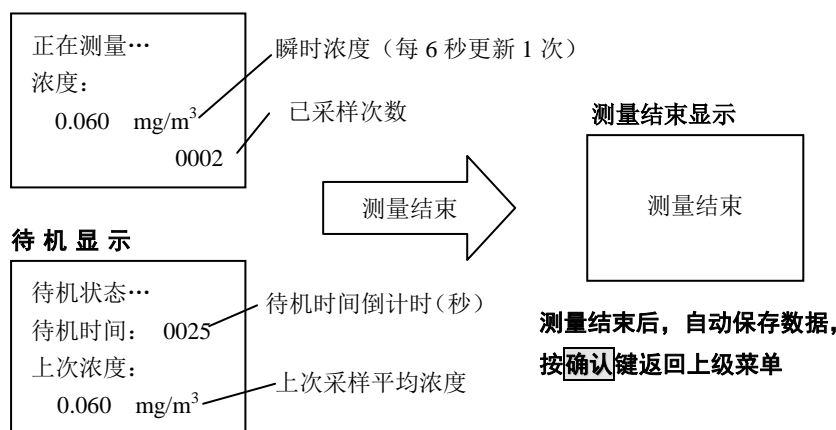 正在测量…
浓度：
0.060 mg/m³
0002
瞬时浓度（每 6 秒更新 1 次）
已采样次数
待 机 显 示
待机状态…
待机时间： 0025
上次浓度：
0.060 mg/m³
待机时间倒计时(秒)
上次采样平均浓度
测量结束
测量结束显示
测量结束
测量结束后，自动保存数据，
按确认键返回上级菜单